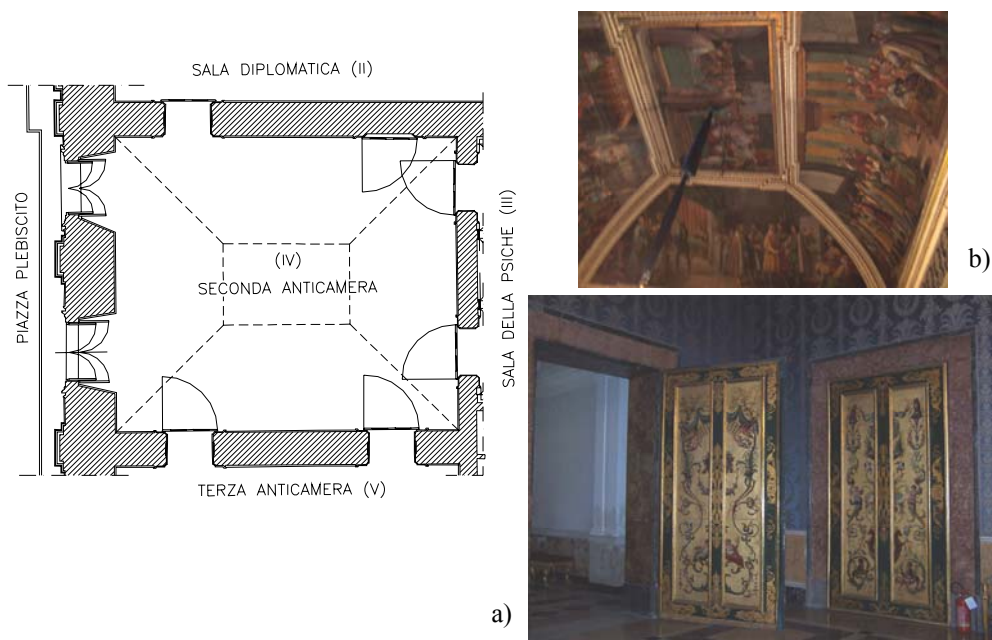 SALA DIPLOMATICA (II)
PIAZZA PLEBISCITO
(IV)
SECONDA ANTICAMERA
SALA DELLA PSICHE (III)
TERZA ANTICAMERA (V)
b)
a)